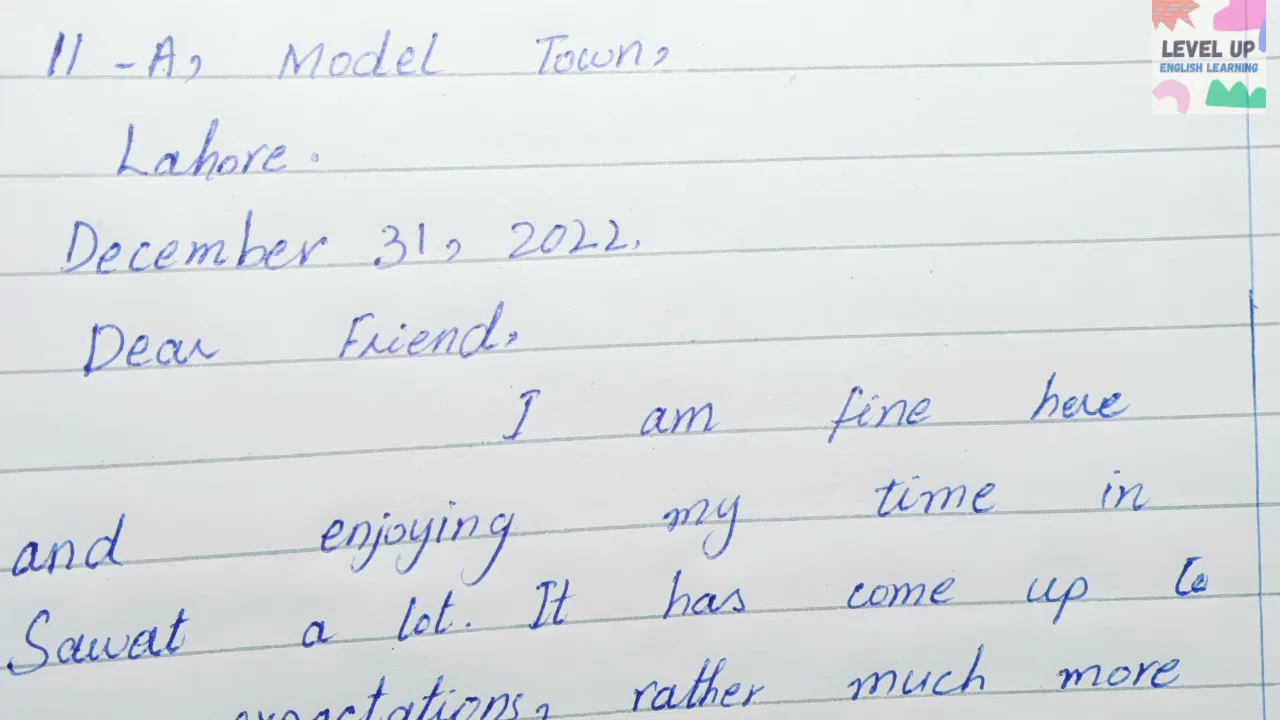 11-A, Model Town,
Lahore.
December 31, 2022.
Dear Friend,
I am fine here
and enjoying my time in
Sawat a lot. It has come up to
expectations, rather much more
LEVEL UP
ENGLISH LEARNING